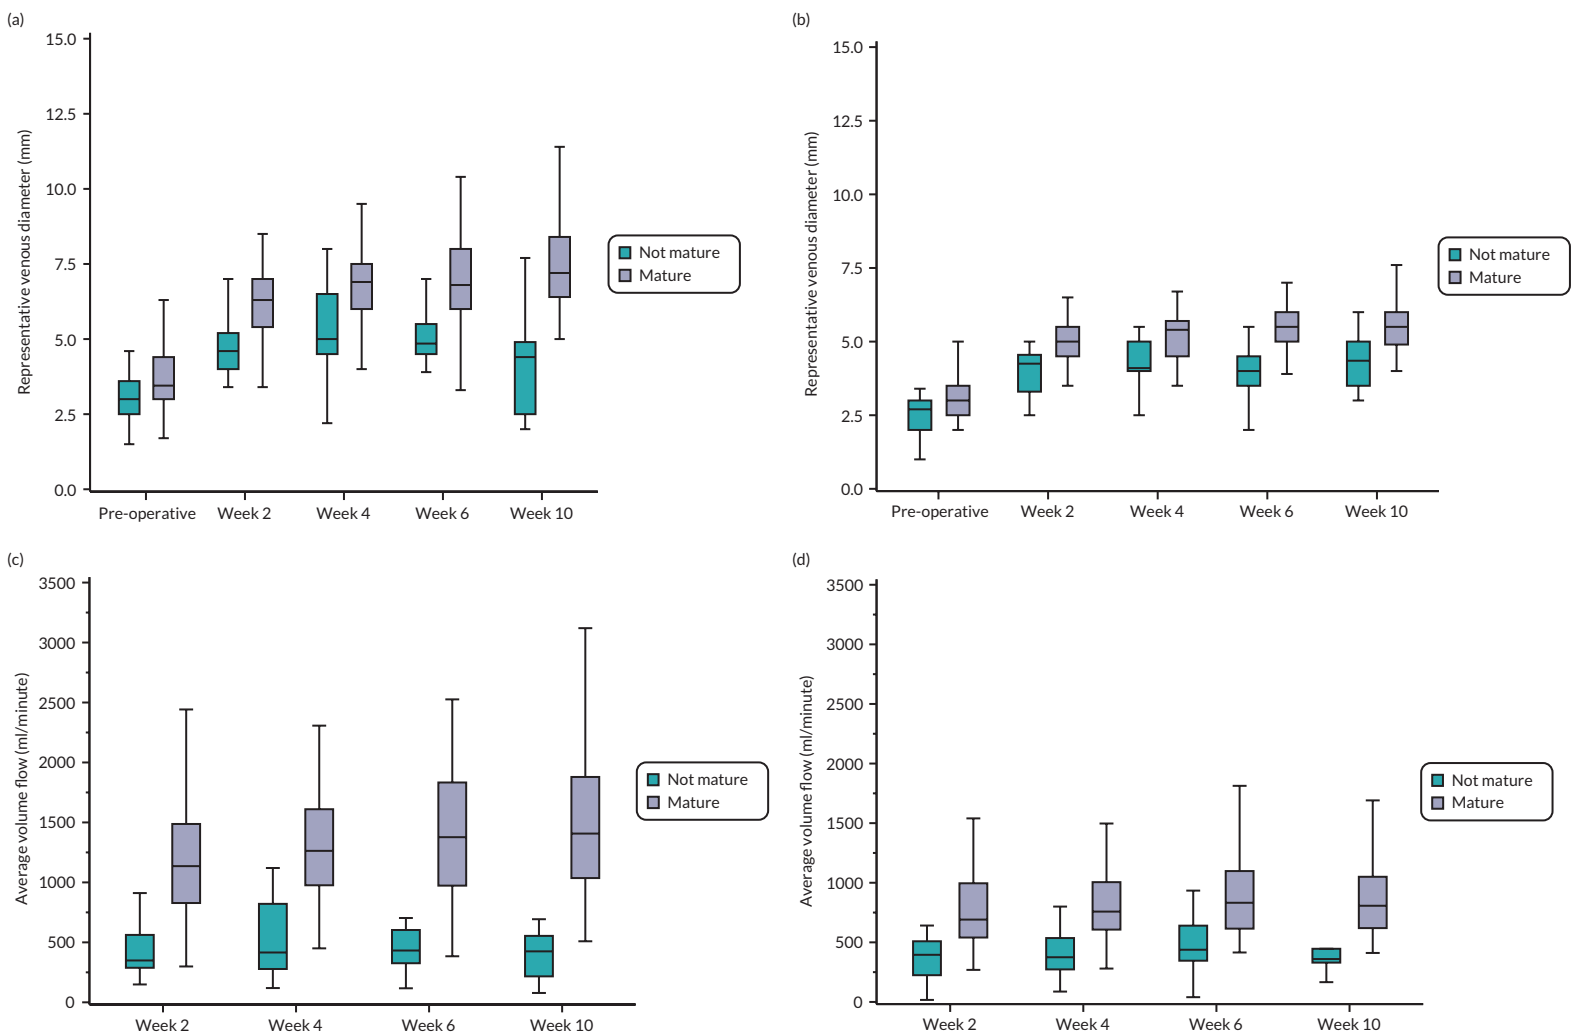 (a)
15.0
12.5
10.0
7.5
5.0
2.5
0.0
Representative venous diameter (mm)
Pre-operative Week 2 Week 4 Week 6 Week 10
Not mature
Mature
(b)
15.0
12.5
10.0
7.5
5.0
2.5
0.0
Representative venous diameter (mm)
Pre-operative Week 2 Week 4 Week 6 Week 10
Not mature
Mature
(c)
3500
3000
2500
2000
1500
1000
500
0
Average volume flow (ml/minute)
Week 2 Week 4 Week 6 Week 10
Not mature
Mature
(d)
3500
3000
2500
2000
1500
1000
500
0
Average volume flow (ml/minute)
Week 2 Week 4 Week 6 Week 10
Not mature
Mature